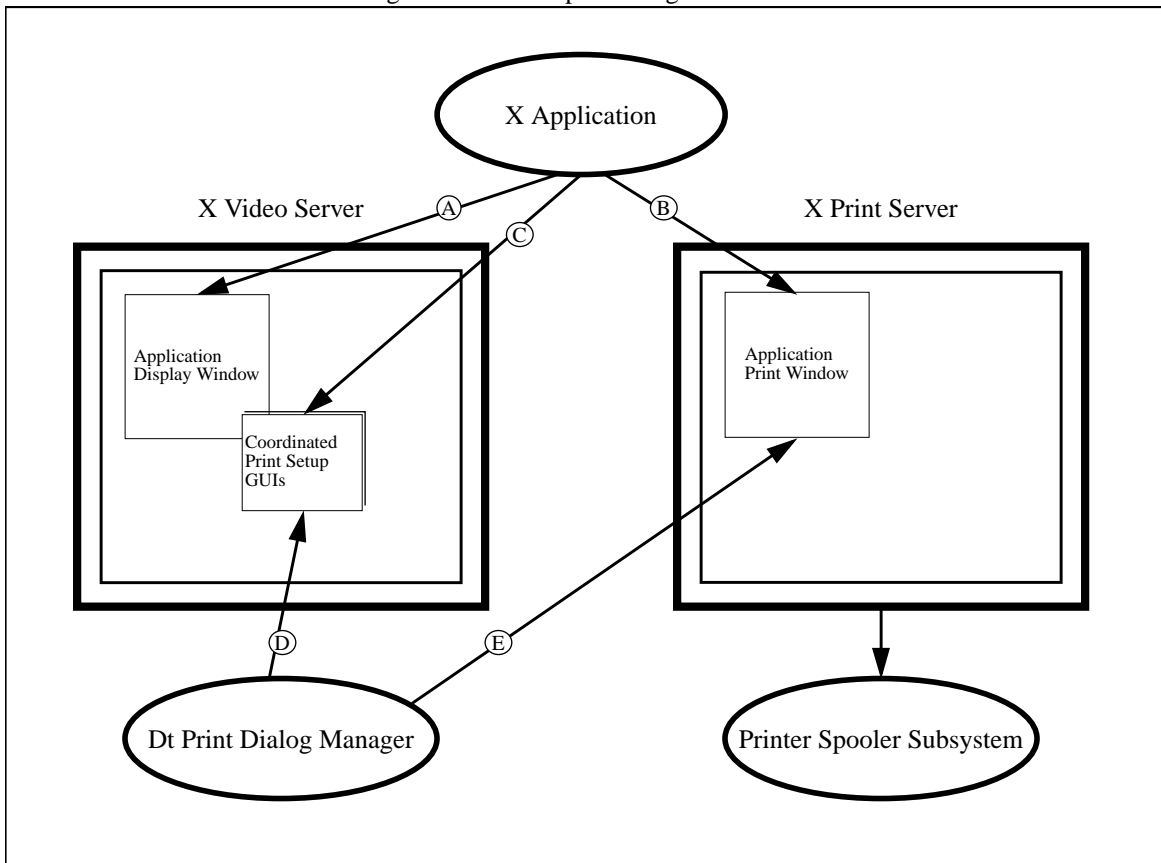 X Application
X Video Server
A
B
X Print Server
C
Application
Display Window
Application
Print Window
Coordinated
Print Setup
GUIs
D
E
Dt Print Dialog Manager
Printer Spooler Subsystem